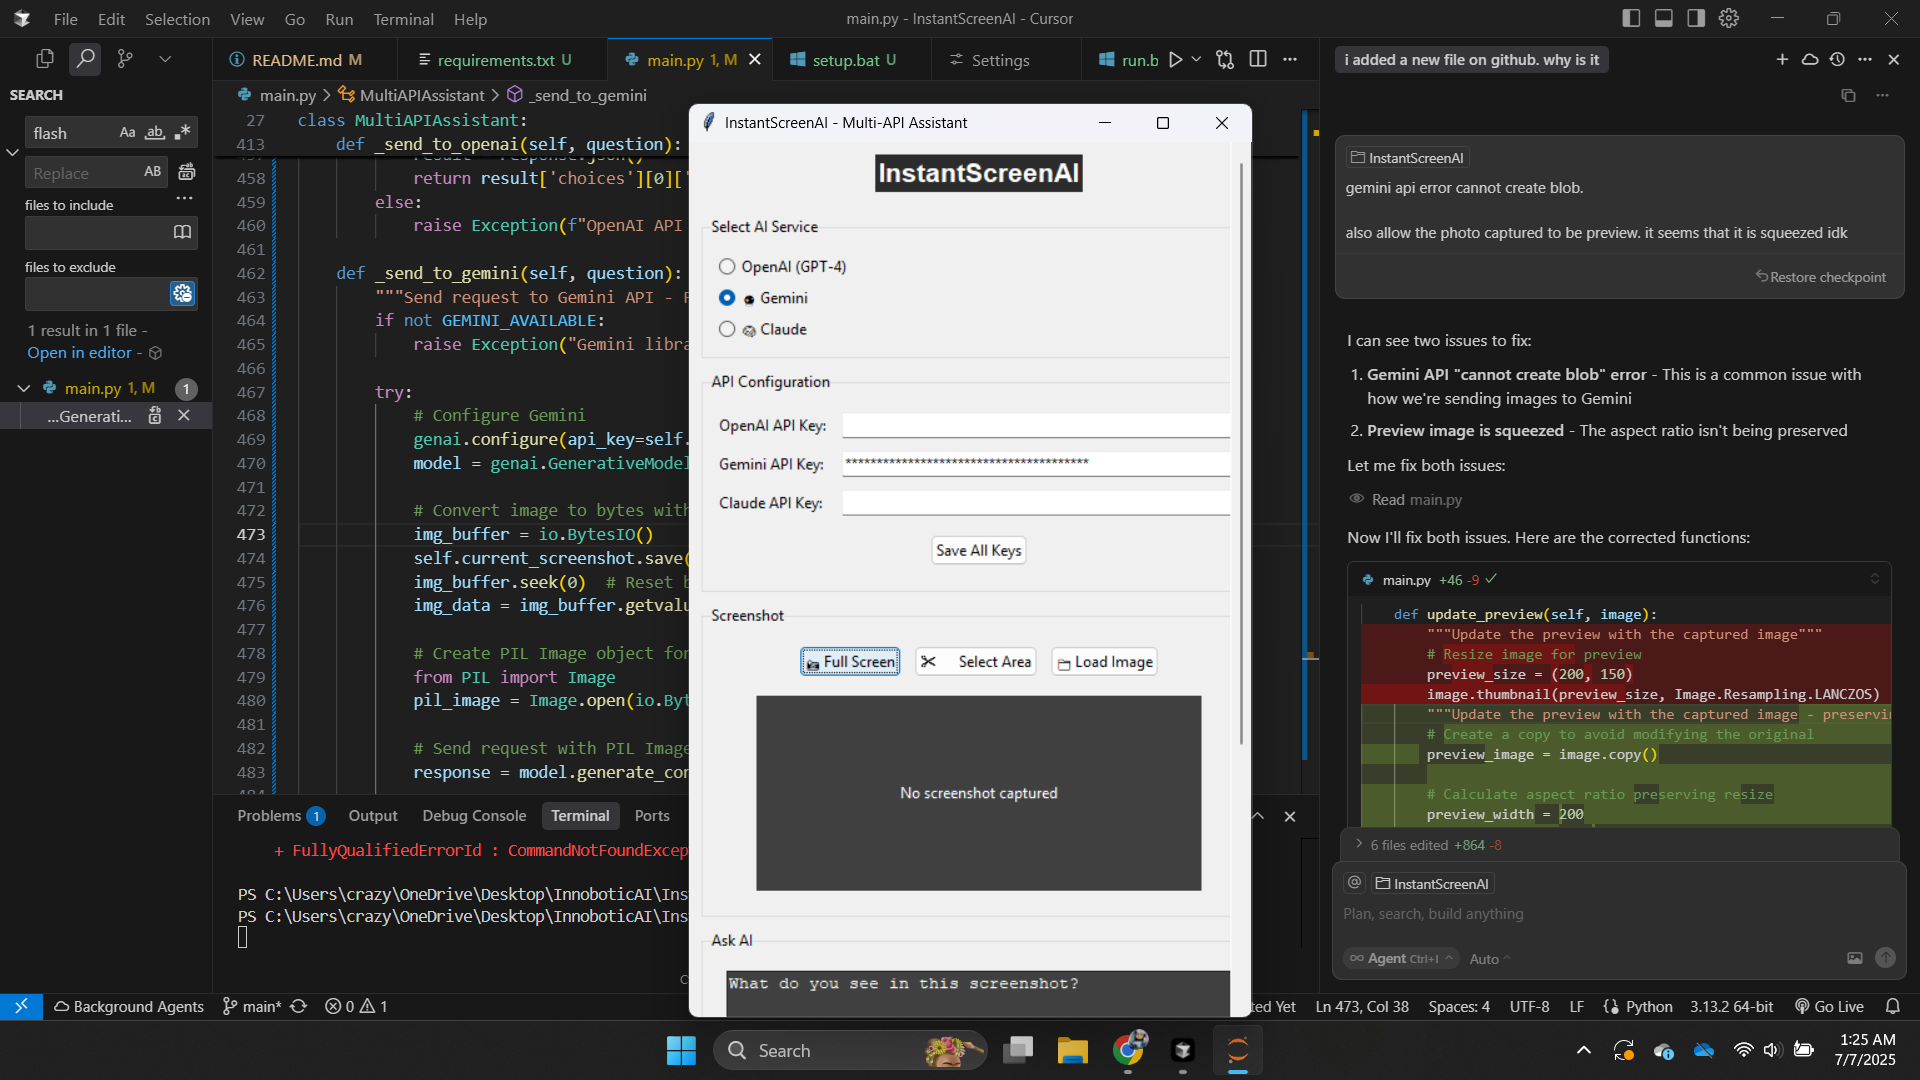 File Edit Selection View Go Run Terminal Help
main.py - InstantScreenAI - Cursor
README.md M
requirements.txt U
main.py 1, M
setup.bat U
Settings
run.b
SEARCH
flash
Aa ab
Replace
AB
files to include
files to exclude
1 result in 1 file -
Open in editor -
main.py 1, M
1
...Generati...
main.py > MultiAPIAssistant > _send_to_gemini
27 class MultiAPIAssistant:
413 def _send_to_openai(self, question):
458 return result['choices'][0]['
459 else:
460 raise Exception(f"OpenAI API
461
462 def _send_to_gemini(self, question):
463 """Send request to Gemini API - F
464 if not GEMINI_AVAILABLE:
465 raise Exception("Gemini libra
466
467 try:
468 # Configure Gemini
469 genai.configure(api_key=self.
470 model = genai.GenerativeModel
471
472 # Convert image to bytes with
473 img_buffer = io.BytesIO()
474 self.current_screenshot.save(
475 img_buffer.seek(0) # Reset b
476 img_data = img_buffer.getvalu
477
478 # Create PIL Image object for
479 from PIL import Image
480 pil_image = Image.open(io.Byt
481
482 # Send request with PIL Image
483 response = model.generate_con
Problems 1 Output Debug Console Terminal Ports
+ FullyQualifiedErrorId : CommandNotFoundExcep
PS C:\Users\crazy\OneDrive\Desktop\InnoboticAI\Ins
PS C:\Users\crazy\OneDrive\Desktop\InnoboticAI\Ins
InstantScreenAI - Multi-API Assistant
InstantScreenAI
Select AI Service
OpenAI (GPT-4)
Gemini
Claude
API Configuration
OpenAI API Key:
Gemini API Key: ***************************************
Claude API Key:
Save All Keys
Screenshot
Full Screen
Select Area
Load Image
No screenshot captured
Ask AI
What do you see in this screenshot?
i added a new file on github. why is it
InstantScreenAI
gemini api error cannot create blob.
also allow the photo captured to be preview. it seems that it is squeezed idk
Restore checkpoint
I can see two issues to fix:
1. Gemini API "cannot create blob" error - This is a common issue with
how we're sending images to Gemini
2. Preview image is squeezed - The aspect ratio isn't being preserved
Let me fix both issues:
Read main.py
Now I'll fix both issues. Here are the corrected functions:
main.py +46 -9
def update_preview(self, image):
"""Update the preview with the captured image"""
# Resize image for preview
preview_size = (200, 150)
image.thumbnail(preview_size, Image.Resampling.LANCZOS)
"""Update the preview with the captured image - preservi
# Create a copy to avoid modifying the original
preview_image = image.copy()
# Calculate aspect ratio preserving resize
preview_width = 200
6 files edited +864 -8
@ InstantScreenAI
Plan, search, build anything
Agent Ctrl+I
Auto
Background Agents
main*
0 1
ted Yet
Ln 473, Col 38
Spaces: 4
UTF-8
LF
Python
3.13.2 64-bit
Go Live
Search
1:25 AM
7/7/2025